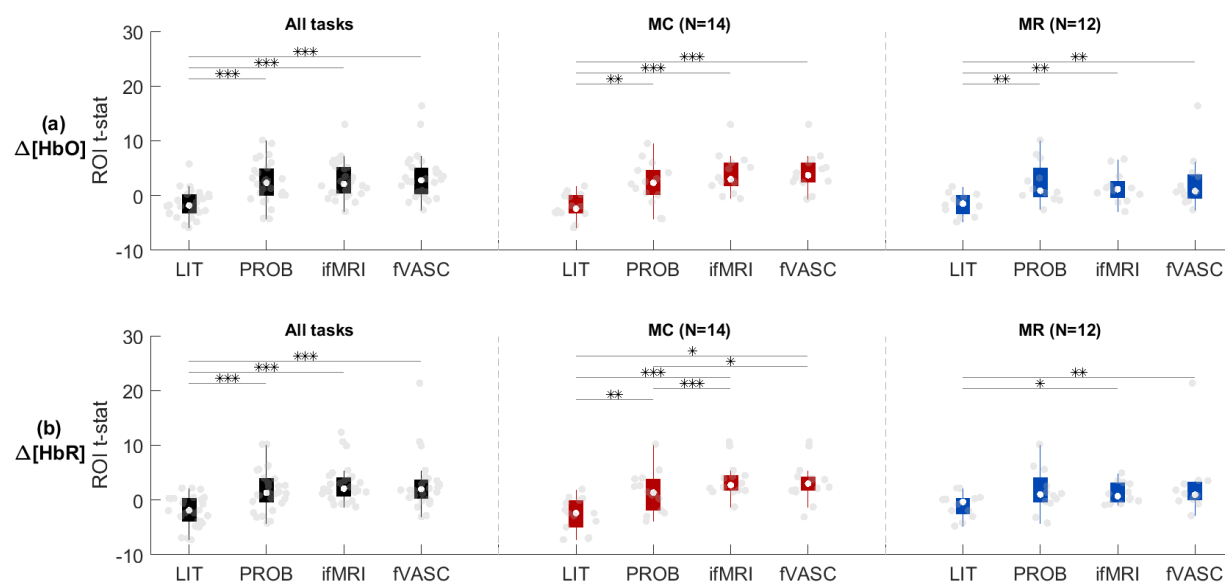 All tasks MC (N=14) MR (N=12)
30
*** *** **
*** *** **
*** ** **
20
(a)
Δ[HbO]
ROI t-stat
10
0
-10
LIT PROB ifMRI fVASC LIT PROB ifMRI fVASC LIT PROB ifMRI fVASC
All tasks MC (N=14) MR (N=12)
30
*
*** * **
*** *** *
*** ** ***
20
(b)
Δ[HbR]
ROI t-stat
10
0
-10
LIT PROB ifMRI fVASC LIT PROB ifMRI fVASC LIT PROB ifMRI fVASC